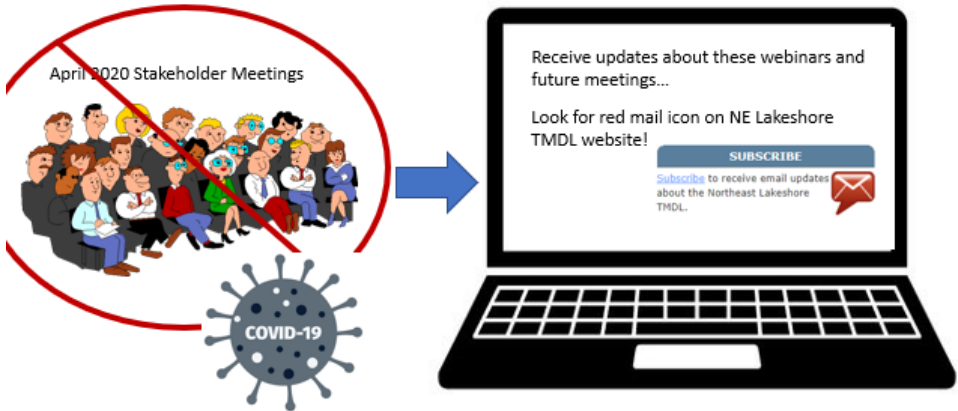 April 2020 Stakeholder Meetings
COVID-19
Receive updates about these webinars and
future meetings...
Look for red mail icon on NE Lakeshore
TMDL website!
SUBSCRIBE
Subscribe to receive email updates
about the Northeast Lakeshore
TMDL.